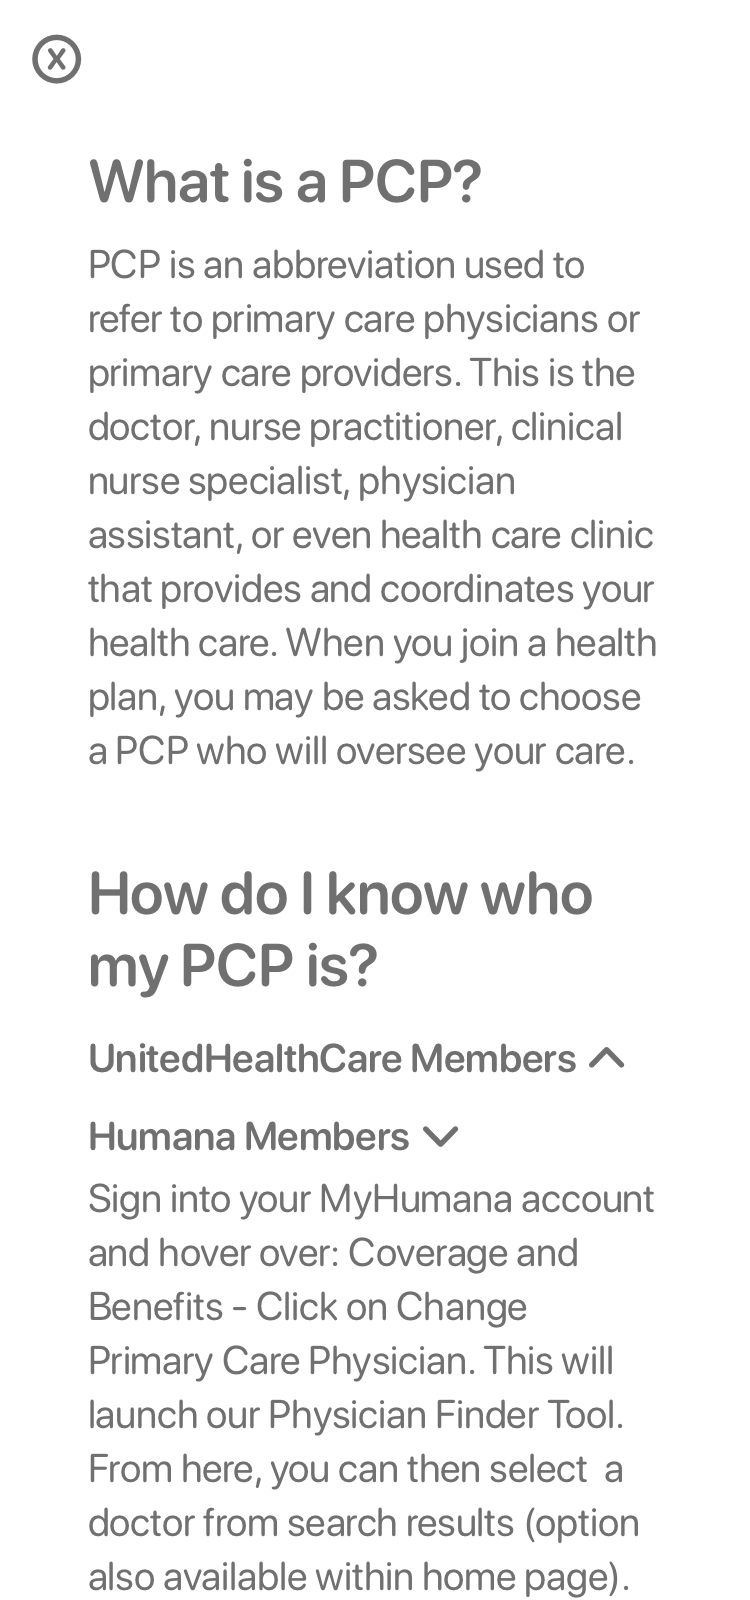 X
What is a PCP?
PCP is an abbreviation used to
refer to primary care physicians or
primary care providers. This is the
doctor, nurse practitioner, clinical
nurse specialist, physician
assistant, or even health care clinic
that provides and coordinates your
health care. When you join a health
plan, you may be asked to choose
a PCP who will oversee your care.
How do I know who
my PCP is?
UnitedHealthCare Members
Humana Members
Sign into your MyHumana account
and hover over: Coverage and
Benefits - Click on Change
Primary Care Physician. This will
launch our Physician Finder Tool.
From here, you can then select  a
doctor from search results (option
also available within home page).